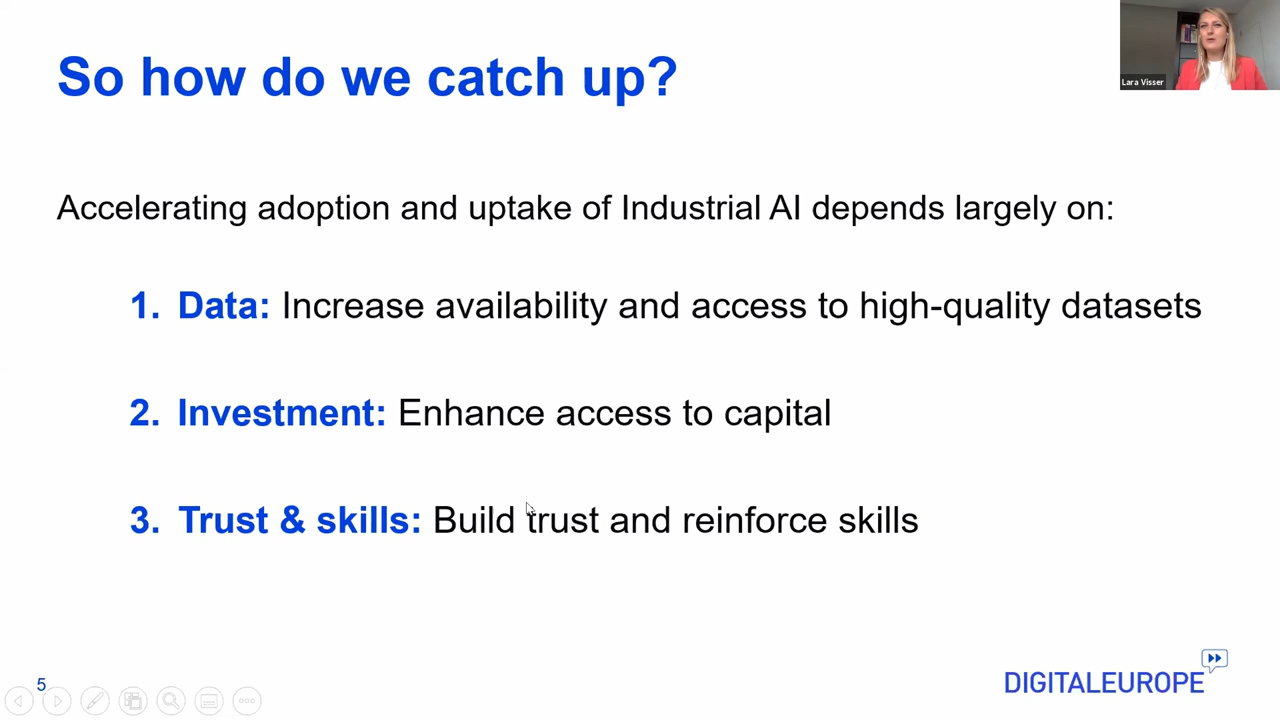 So how do we catch up?
Lara Visser
Accelerating adoption and uptake of Industrial AI depends largely on:
1. Data: Increase availability and access to high-quality datasets
2. Investment: Enhance access to capital
3. Trust & skills: Build trust and reinforce skills
5
DIGITALEUROPE